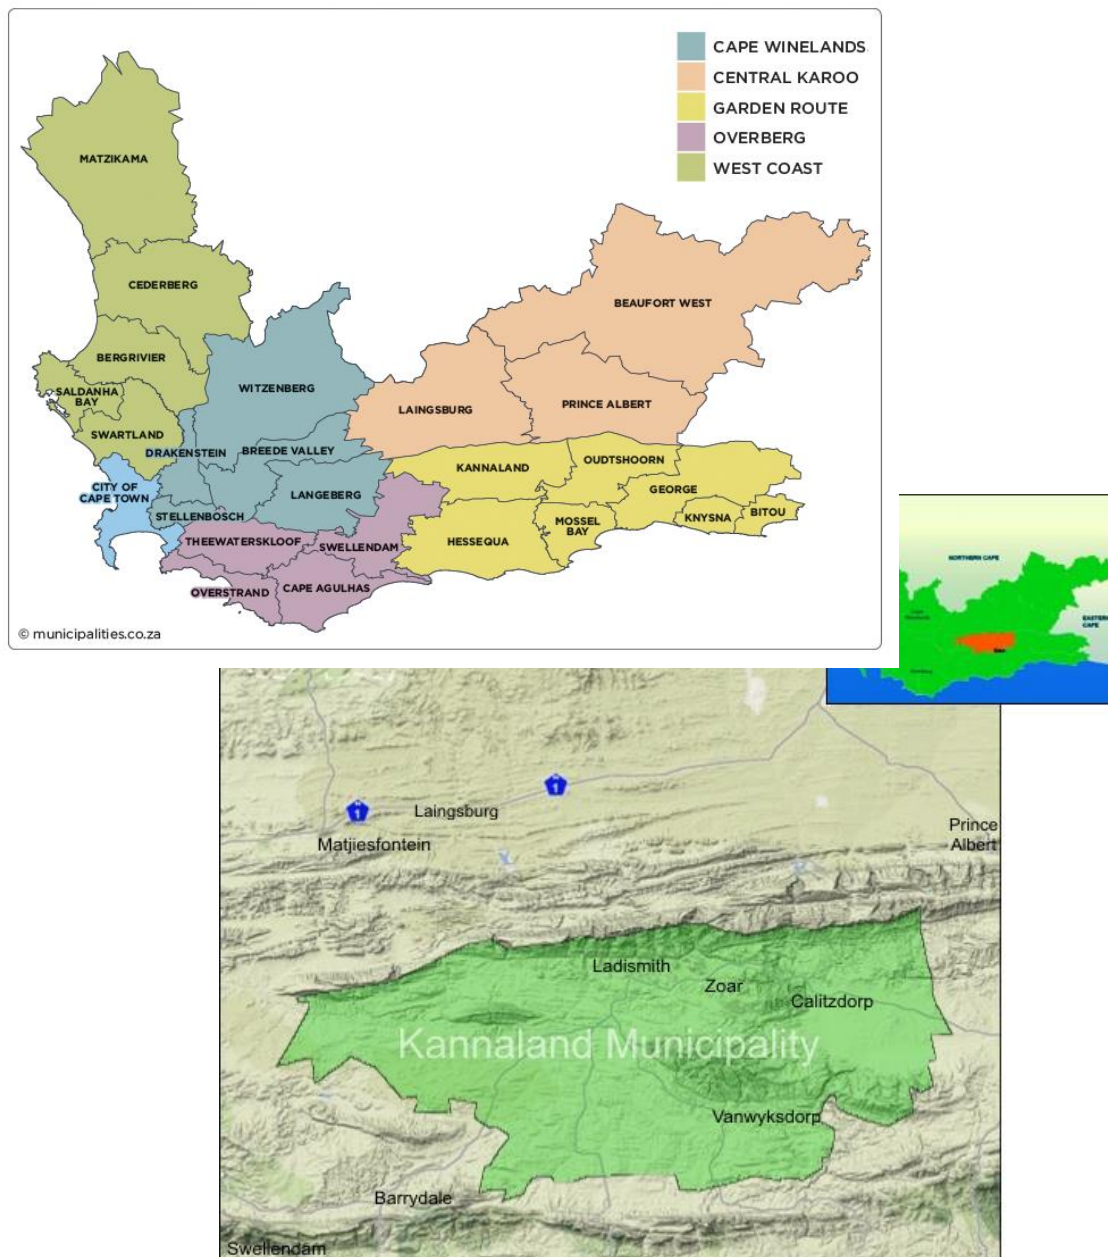 CAPE WINELANDS
CENTRAL KAROO
GARDEN ROUTE
OVERBERG
WEST COAST
MATZIKAMA
CEDERBERG
BERGRIVIER
SALDANHA
BAY
SWARTLAND
WITZENBERG
DRAKENSTEIN
BREEDE VALLEY
CITY OF
CAPE TOWN
LANGEBERG
STELLENBOSCH
THEEWATERSKLOOF
SWELLENDAM
OVERSTRAND
CAPE AGULHAS
BEAUFORT WEST
LAINGSBURG
PRINCE ALBERT
KANNALAND
OUDTSHOORN
GEORGE
HESSEQUA
MOSSEL
BAY
KNYSNA
BITOU
© municipalities.co.za
NORTHERN CAPE
EASTERN
CAPE
1
1
Laingsburg
Matjiesfontein
Prince
Albert
Ladismith
Zoar
Calitzdorp
Kannaland Municipality
Vanwyksdorp
Barrydale
Swellendam